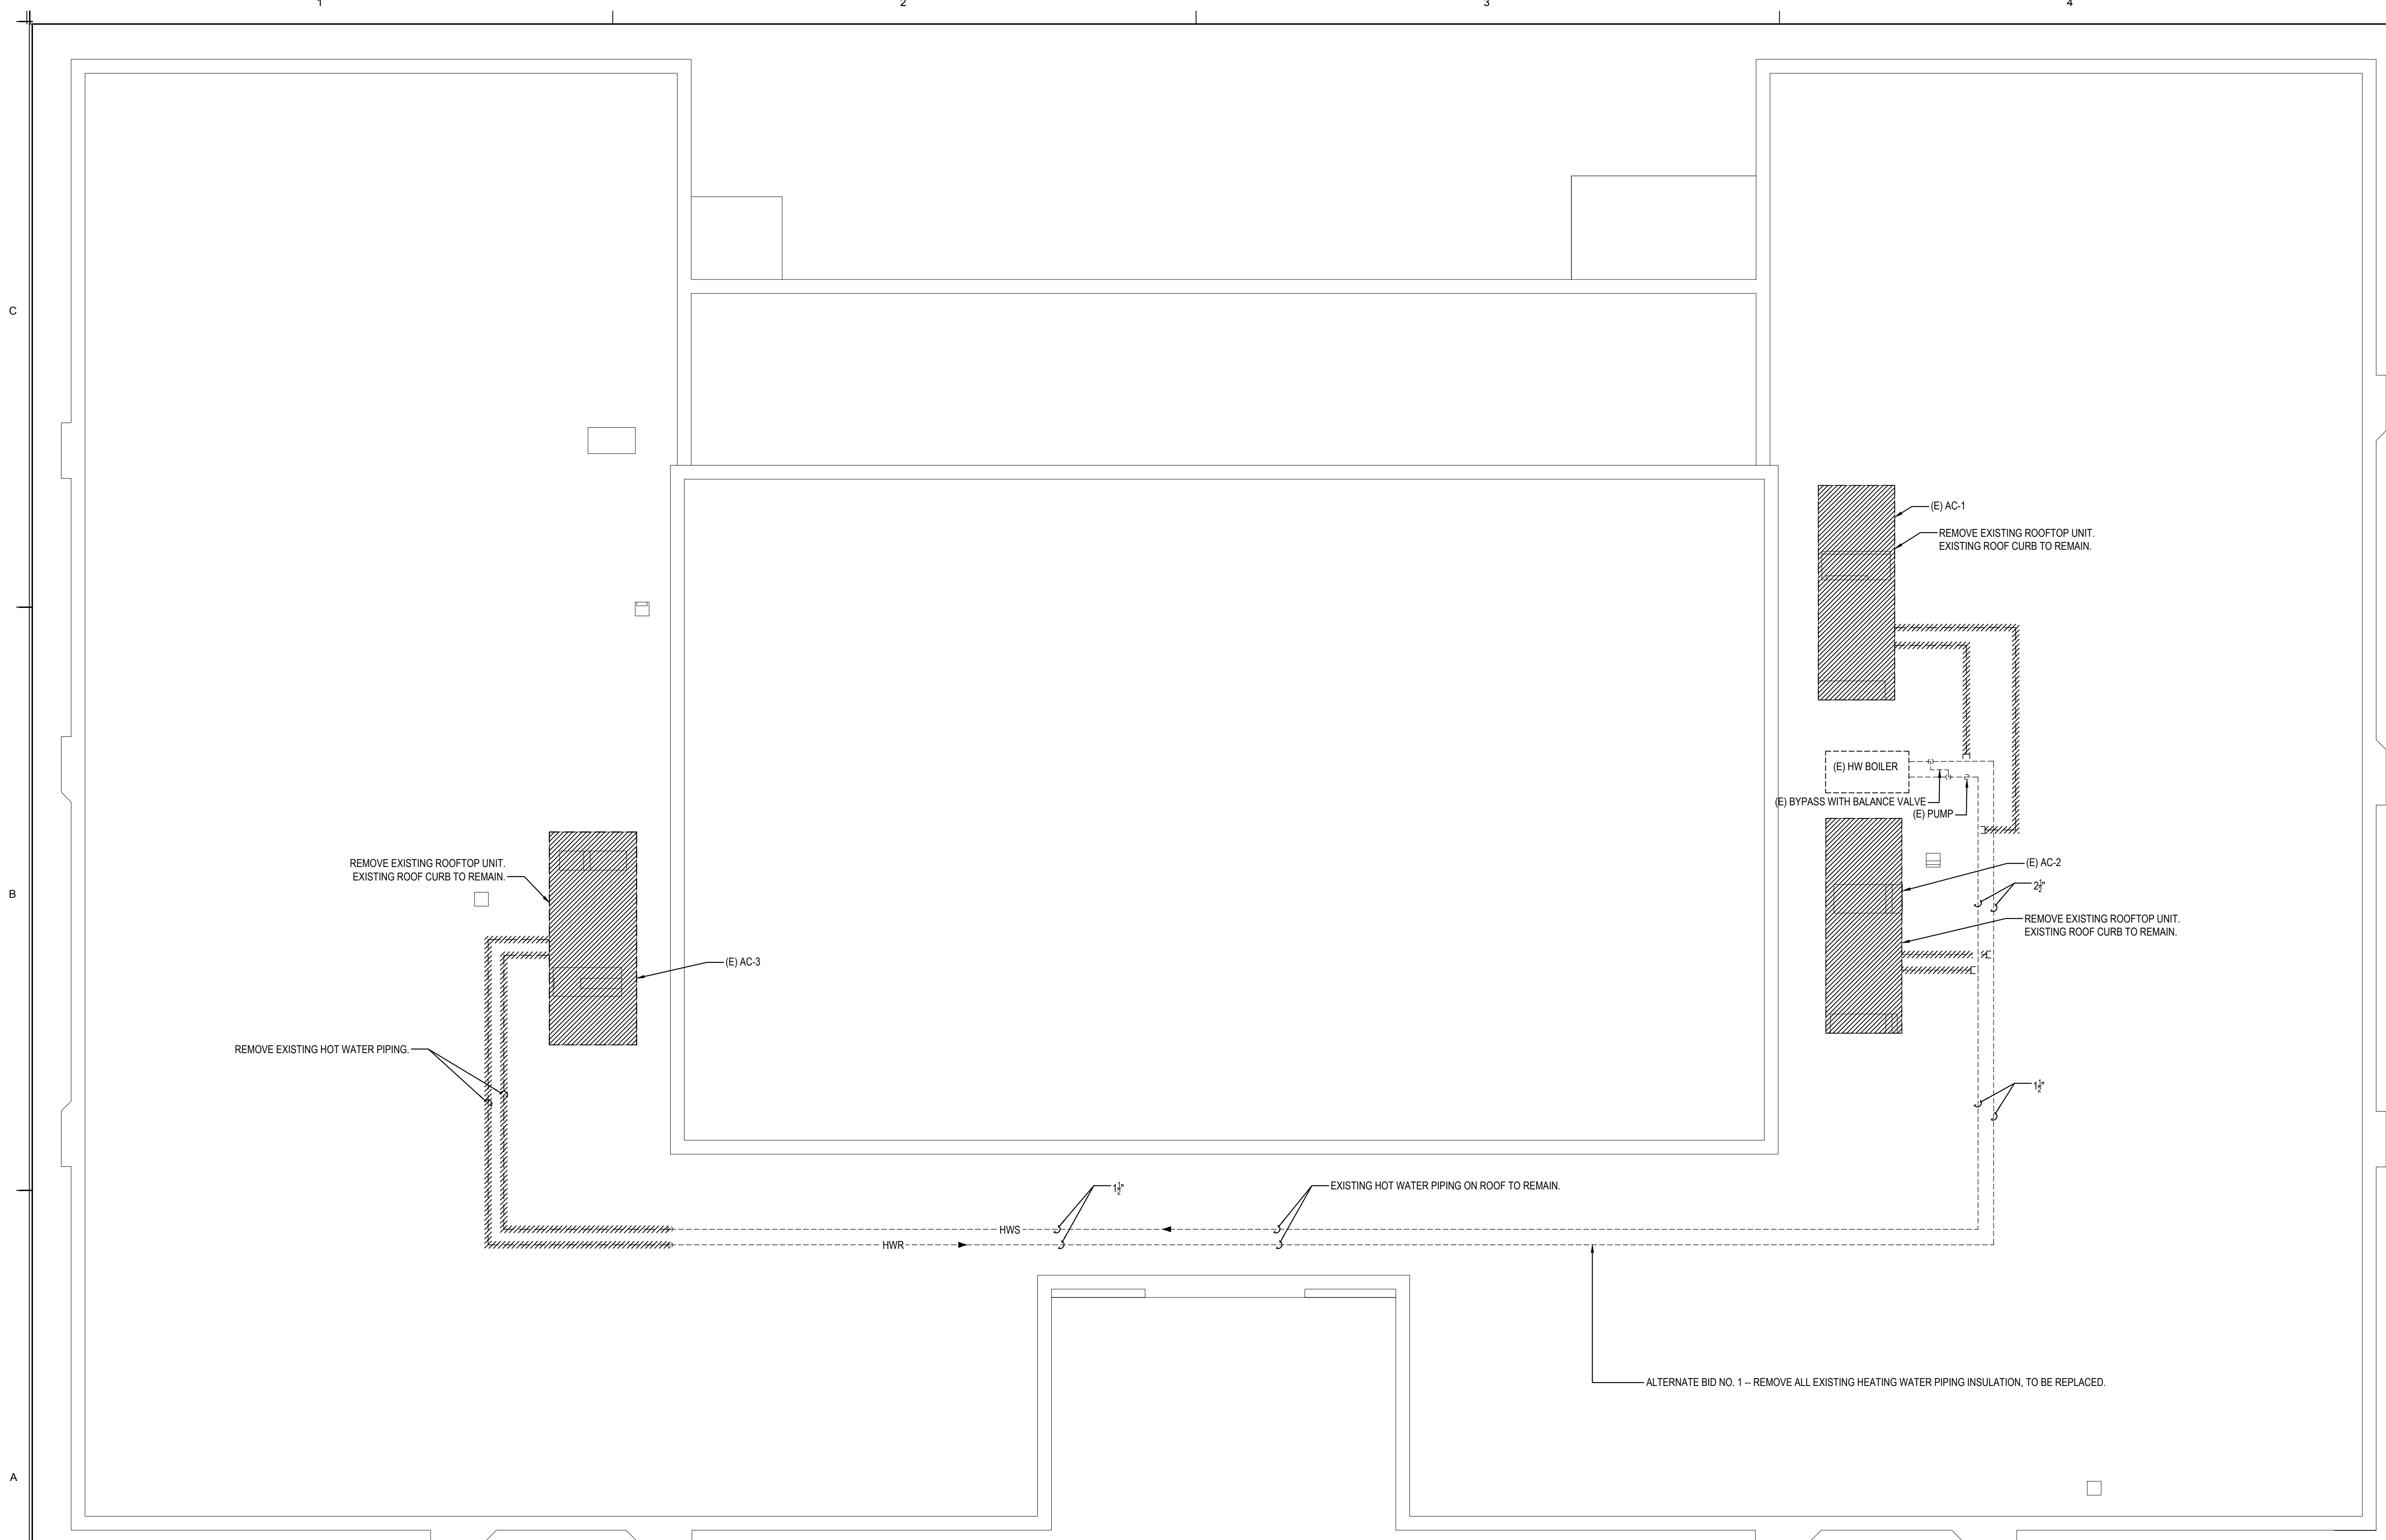 1
2
3
4
C
(E) AC-1
REMOVE EXISTING ROOFTOP UNIT.
EXISTING ROOF CURB TO REMAIN.
(E) HW BOILER
(E) BYPASS WITH BALANCE VALVE
(E) PUMP
REMOVE EXISTING ROOFTOP UNIT.
EXISTING ROOF CURB TO REMAIN.
(E) AC-2
2½"
B
REMOVE EXISTING ROOFTOP UNIT.
EXISTING ROOF CURB TO REMAIN.
(E) AC-3
REMOVE EXISTING HOT WATER PIPING.
1½"
1½"
EXISTING HOT WATER PIPING ON ROOF TO REMAIN.
HWS
HWR
ALTERNATE BID NO. 1 -- REMOVE ALL EXISTING HEATING WATER PIPING INSULATION, TO BE REPLACED.
A